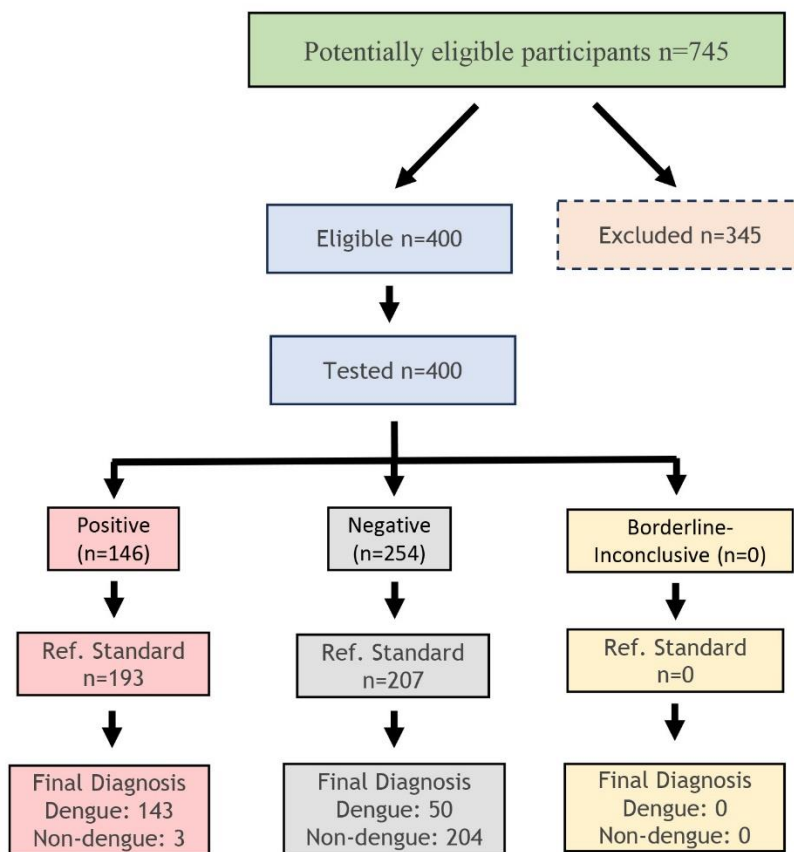 Potentially eligible participants n=745
Eligible n=400
Excluded n=345
Tested n=400
Positive
(n=146)
Negative
(n=254)
Borderline-
Inconclusive (n=0)
Ref. Standard
n=193
Ref. Standard
n=207
Ref. Standard
n=0
Final Diagnosis
Dengue: 143
Non-dengue: 3
Final Diagnosis
Dengue: 50
Non-dengue: 204
Final Diagnosis
Dengue: 0
Non-dengue: 0